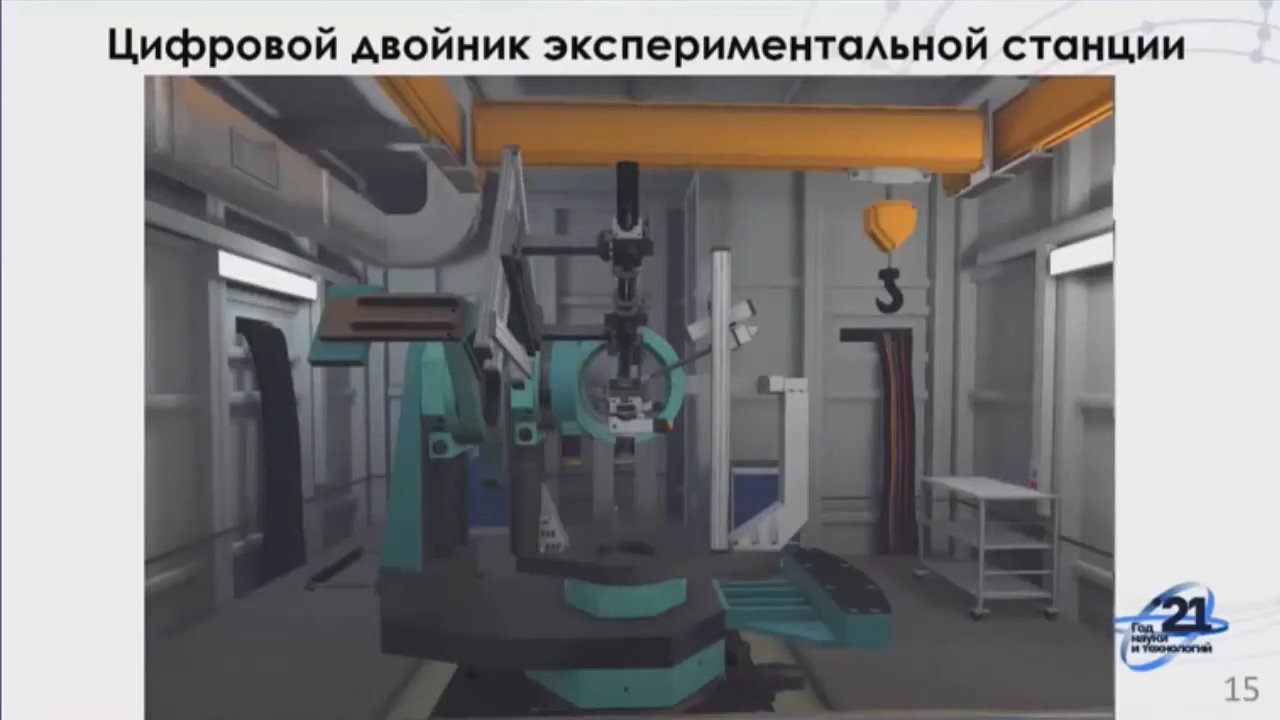 Цифровой двойник экспериментальной станции
'21
Год
науки
и технологий
15